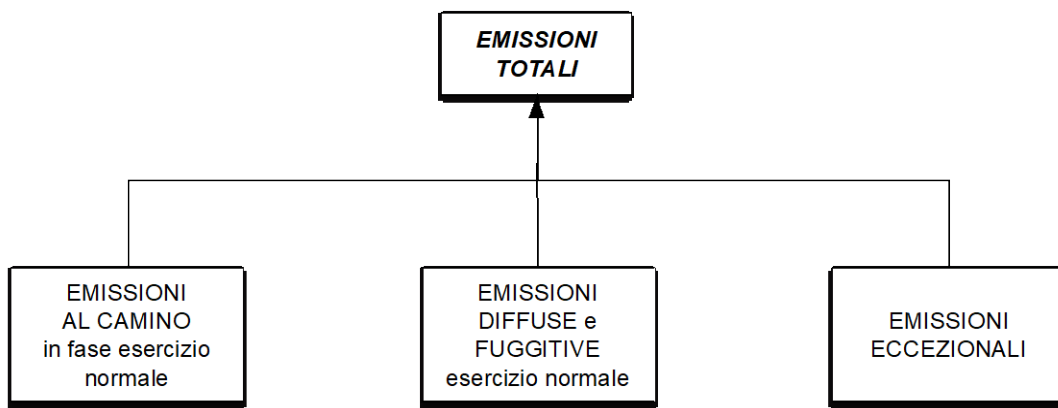 EMISSIONI
TOTALI
EMISSIONI
AL CAMINO
in fase esercizio
normale
EMISSIONI
DIFFUSE e
FUGGITIVE
esercizio normale
EMISSIONI
ECCEZIONALI